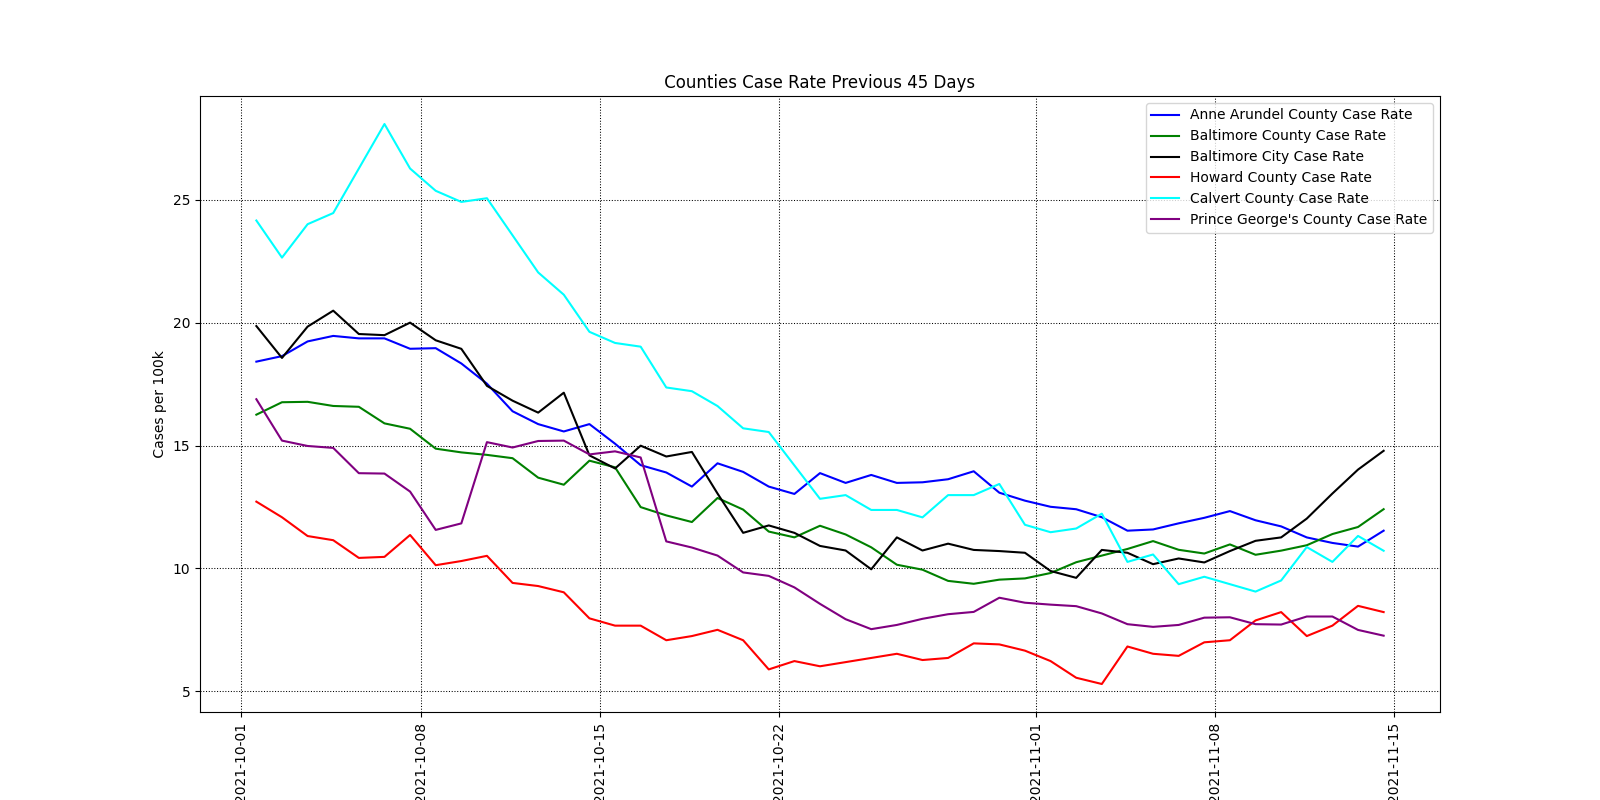 Counties Case Rate Previous 45 Days
Anne Arundel County Case Rate
Baltimore County Case Rate
Baltimore City Case Rate
Howard County Case Rate
Calvert County Case Rate
Prince George's County Case Rate
Cases per 100k
25
20
15
10
5
2021-10-01
2021-10-08
2021-10-15
2021-10-22
2021-11-01
2021-11-08
2021-11-15